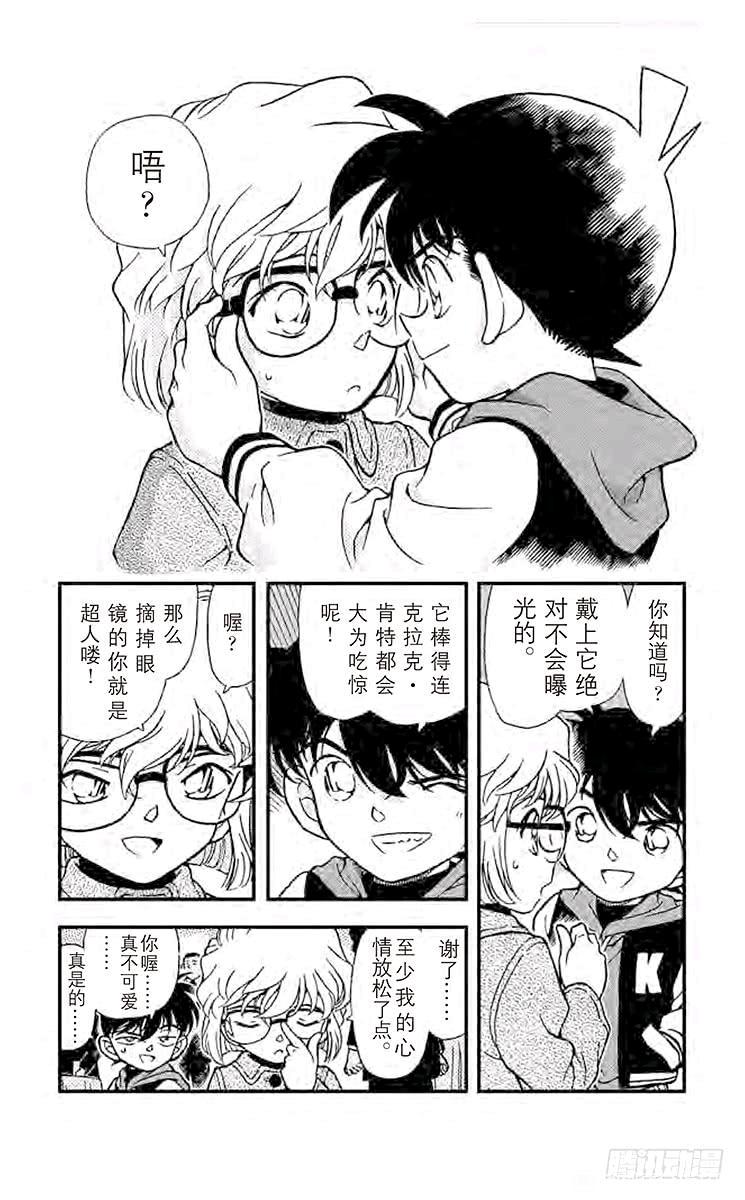 唔？
你知道吗？
戴上它绝
对不会曝
光的。
它棒得连
克拉克·
肯特都会
大为吃惊
呢！
喔？
那么
摘掉眼
镜的你就是
超人喽！
谢了……
至少我的心
情放松了点。
你喔……
真不可爱
……
真是的……
K
腾讯动漫